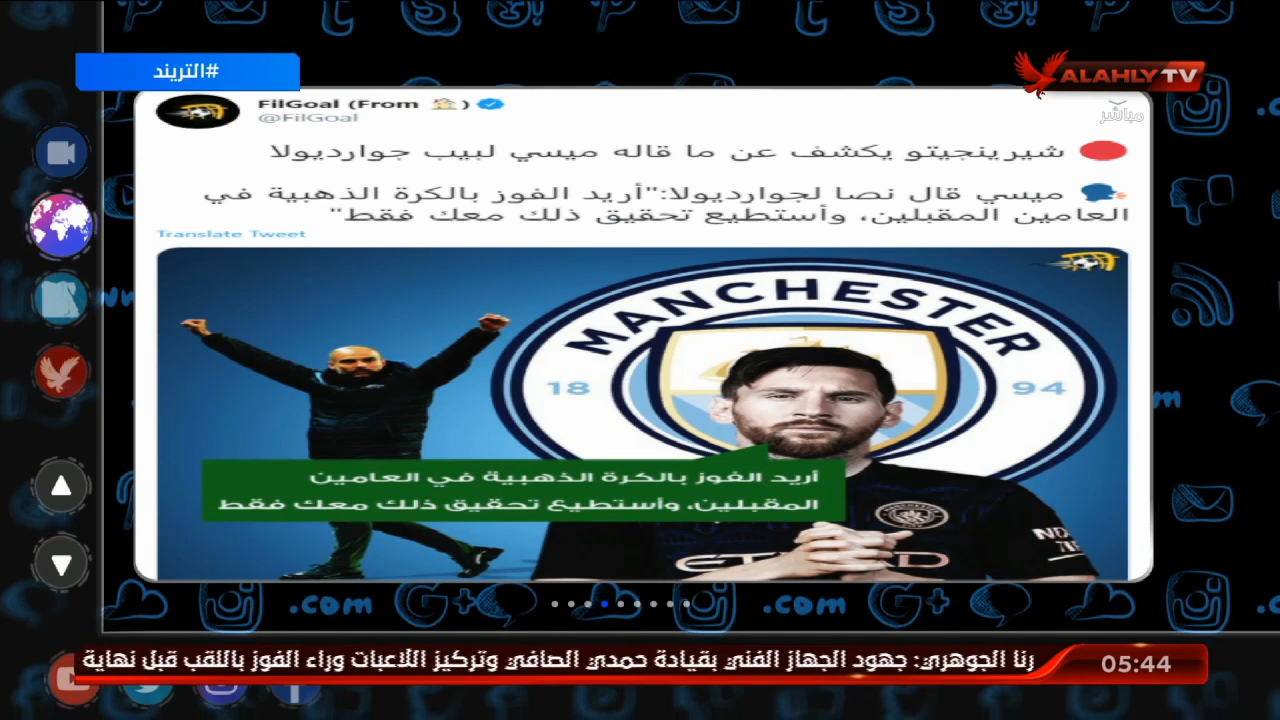 #التريند
ALAHLY TV
مباشر
FilGoal (From 🏠)
@FilGoal
شيرينجيتو يكشف عن ما قاله ميسي لبيب جوارديولا
ميسي قال نصا لجوارديولا:"أريد الفوز بالكرة الذهبية في
العامين المقبلين، وأستطيع تحقيق ذلك معك فقط"
Translate Tweet
MANCHESTER
18 94
أريد الفوز بالكرة الذهبية في العامين
المقبلين، وأستطيع تحقيق ذلك معك فقط
.com G+ .com G+
رنا الجوهري: جهود الجهاز الفني بقيادة حمدي الصافي وتركيز اللاعبات وراء الفوز باللقب قبل نهاية
05:44